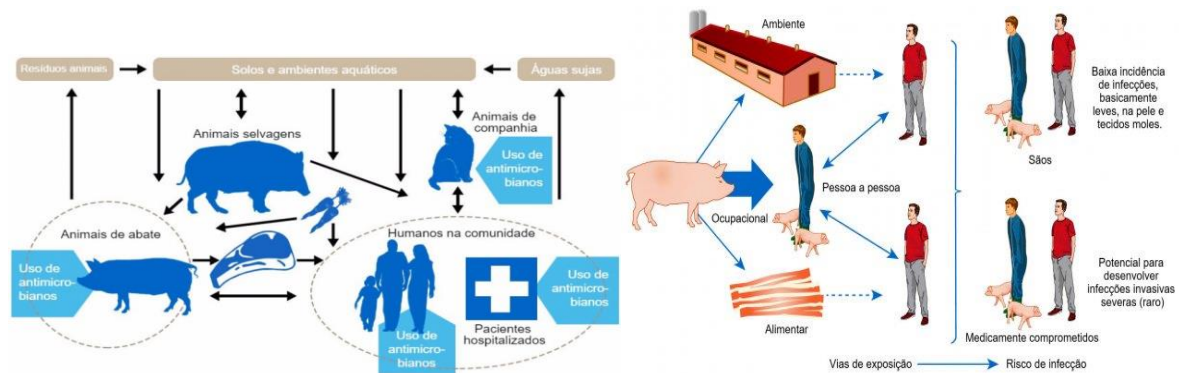 Resíduos animais
Solos e ambientes aquáticos
Águas sujas
Animais selvagens
Animais de
companhia
Uso de
antimicro-
bianos
Animais de abate
Humanos na comunidade
Uso de
antimicro-
bianos
Uso de
antimicro-
bianos
Pacientes
hospitalizados
Uso de
antimicro-
bianos
Ambiente
Pessoa a pessoa
Ocupacional
Alimentar
Baixa incidência
de infecções,
basicamente
leves, na pele e
tecidos moles.
Sãos
Potencial para
desenvolver
infecções invasivas
severas (raro)
Medicamente comprometidos
Vias de exposição
Risco de infecção